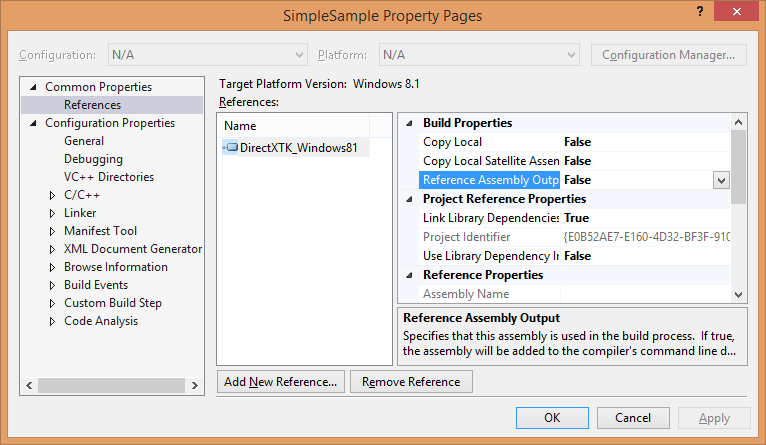 SimpleSample Property Pages
?
Configuration: N/A Platform: N/A Configuration Manager...
Common Properties
References
Configuration Properties
General
Debugging
VC++ Directories
C/C++
Linker
Manifest Tool
XML Document Generator
Browse Information
Build Events
Custom Build Step
Code Analysis
Target Platform Version: Windows 8.1
References:
Name
DirectXTK_Windows81
Build Properties
Copy Local False
Copy Local Satellite Assen False
Reference Assembly Outp False
Project Reference Properties
Link Library Dependencies True
Project Identifier {E0B52AE7-E160-4D32-BF3F-910
Use Library Dependency In False
Reference Properties
Assembly Name
Reference Assembly Output
Specifies that this assembly is used in the build process. If true,
the assembly will be added to the compiler's command line d...
Add New Reference... Remove Reference
OK Cancel Apply